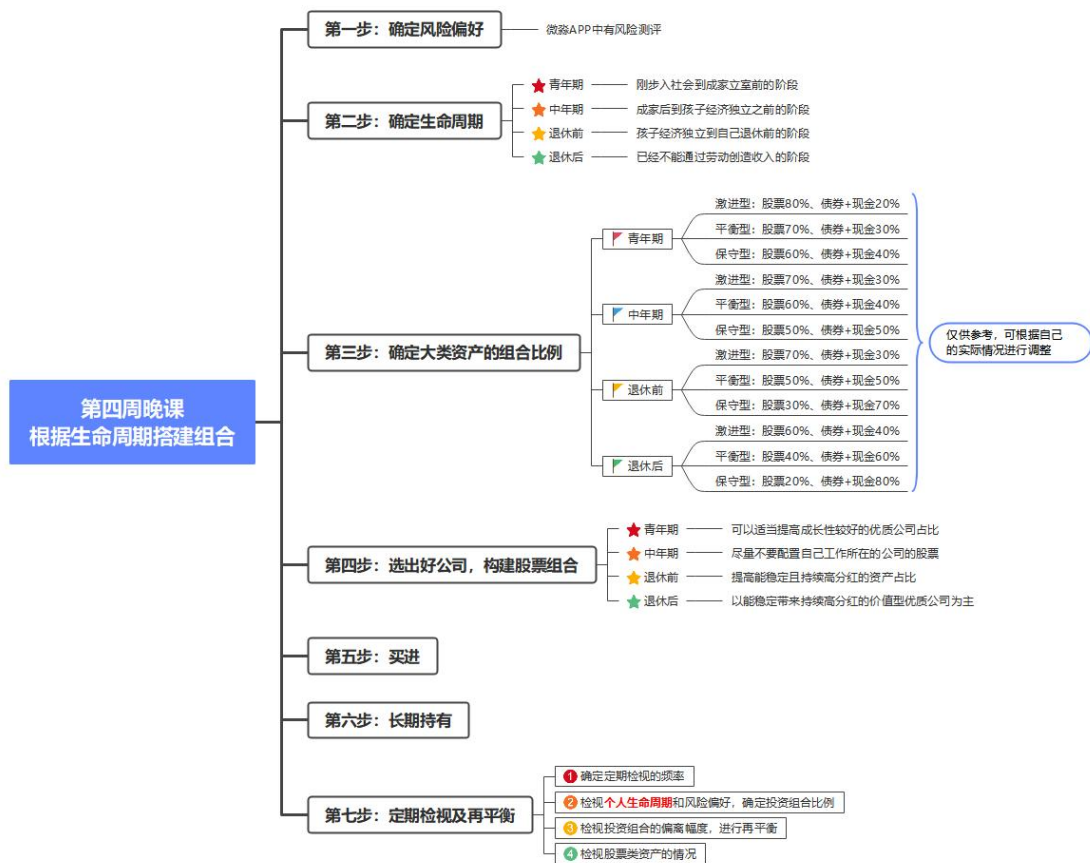 第四周晚课
根据生命周期搭建组合
第一步：确定风险偏好
微淼APP中有风险测评
第二步：确定生命周期
青年期
刚步入社会到成家立室前的阶段
中年期
成家后到孩子经济独立之前的阶段
退休前
孩子经济独立到自己退休前的阶段
退休后
已经不能通过劳动创造收入的阶段
第三步：确定大类资产的组合比例
青年期
激进型：股票80%、债券+现金20%
平衡型：股票70%、债券+现金30%
保守型：股票60%、债券+现金40%
中年期
激进型：股票70%、债券+现金30%
平衡型：股票60%、债券+现金40%
保守型：股票50%、债券+现金50%
退休前
激进型：股票70%、债券+现金30%
平衡型：股票50%、债券+现金50%
保守型：股票30%、债券+现金70%
退休后
激进型：股票60%、债券+现金40%
平衡型：股票40%、债券+现金60%
保守型：股票20%、债券+现金80%
仅供参考，可根据自己
的实际情况进行调整
第四步：选出好公司，构建股票组合
青年期
可以适当提高成长性较好的优质公司占比
中年期
尽量不要配置自己工作所在的公司的股票
退休前
提高能稳定且持续高分红的资产占比
退休后
以能稳定带来持续高分红的价值型优质公司为主
第五步：买进
第六步：长期持有
第七步：定期检视及再平衡
1 确定定期检视的频率
2 检视个人生命周期和风险偏好，确定投资组合比例
3 检视投资组合的偏离幅度，进行再平衡
4 检视股票类资产的情况